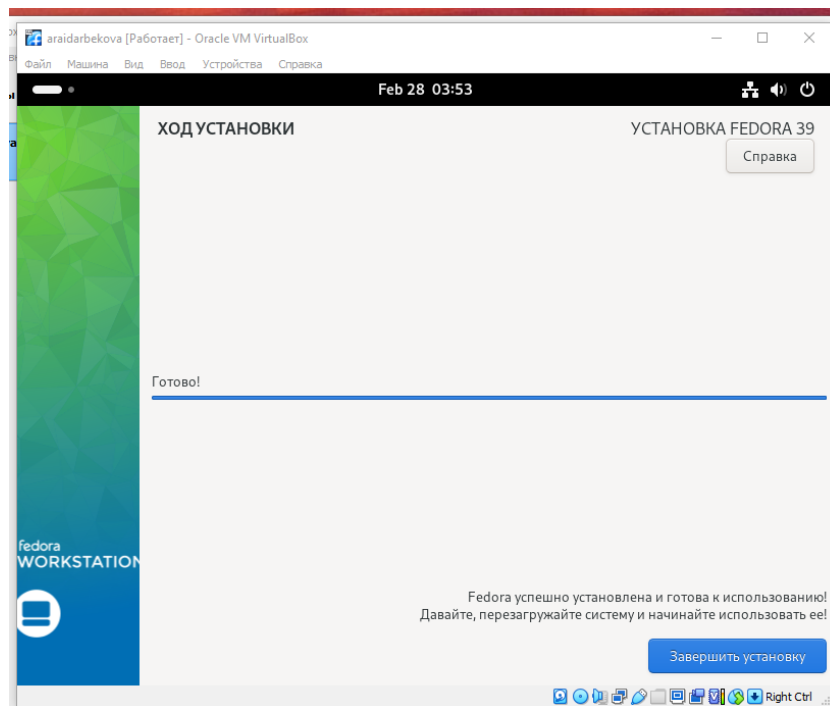 araidarbekova [Работает] - Oracle VM VirtualBox
Файл Машина Вид Ввод Устройства Справка
Feb 28 03:53
ХОД УСТАНОВКИ
УСТАНОВКА FEDORA 39
Справка
Готово!
fedora
WORKSTATION
Fedora успешно установлена и готова к использованию!
Давайте, перезагружайте систему и начинайте использовать ее!
Завершить установку
Right Ctrl